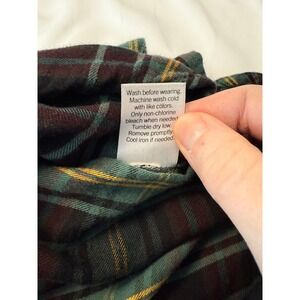 Wash before wearing.
Machine wash cold
with like colors.
Only non-chlorine
bleach when needed.
Tumble dry low.
Remove promptly.
Cool iron if needed.